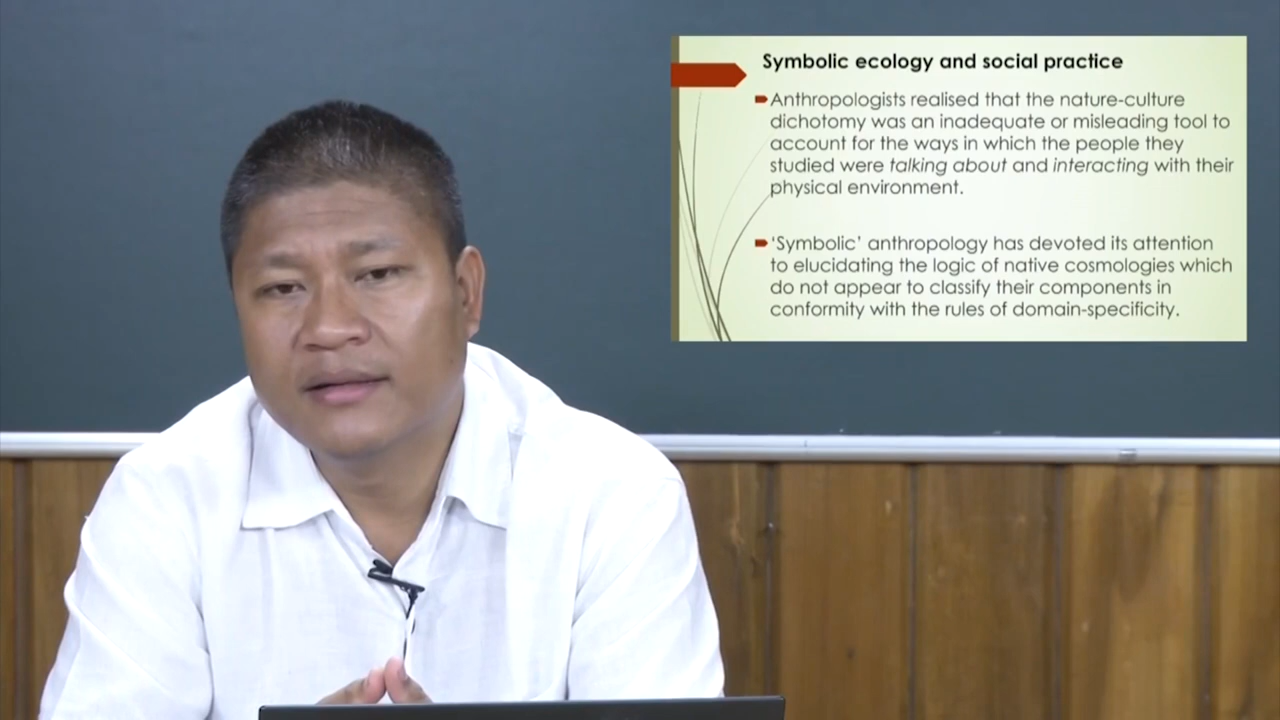 Symbolic ecology and social practice
Anthropologists realised that the nature-culture
dichotomy was an inadequate or misleading tool to
account for the ways in which the people they
studied were talking about and interacting with their
physical environment.
‘Symbolic’ anthropology has devoted its attention
to elucidating the logic of native cosmologies which
do not appear to classify their components in
conformity with the rules of domain-specificity.